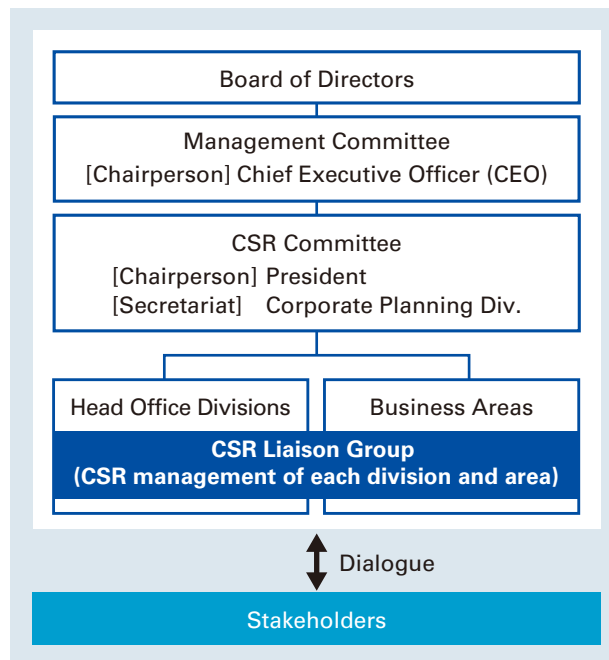 Board of Directors
Management Committee
[Chairperson] Chief Executive Officer (CEO)
CSR Committee
[Chairperson] President
[Secretariat] Corporate Planning Div.
Head Office Divisions
Business Areas
CSR Liaison Group
(CSR management of each division and area)
Dialogue
Stakeholders